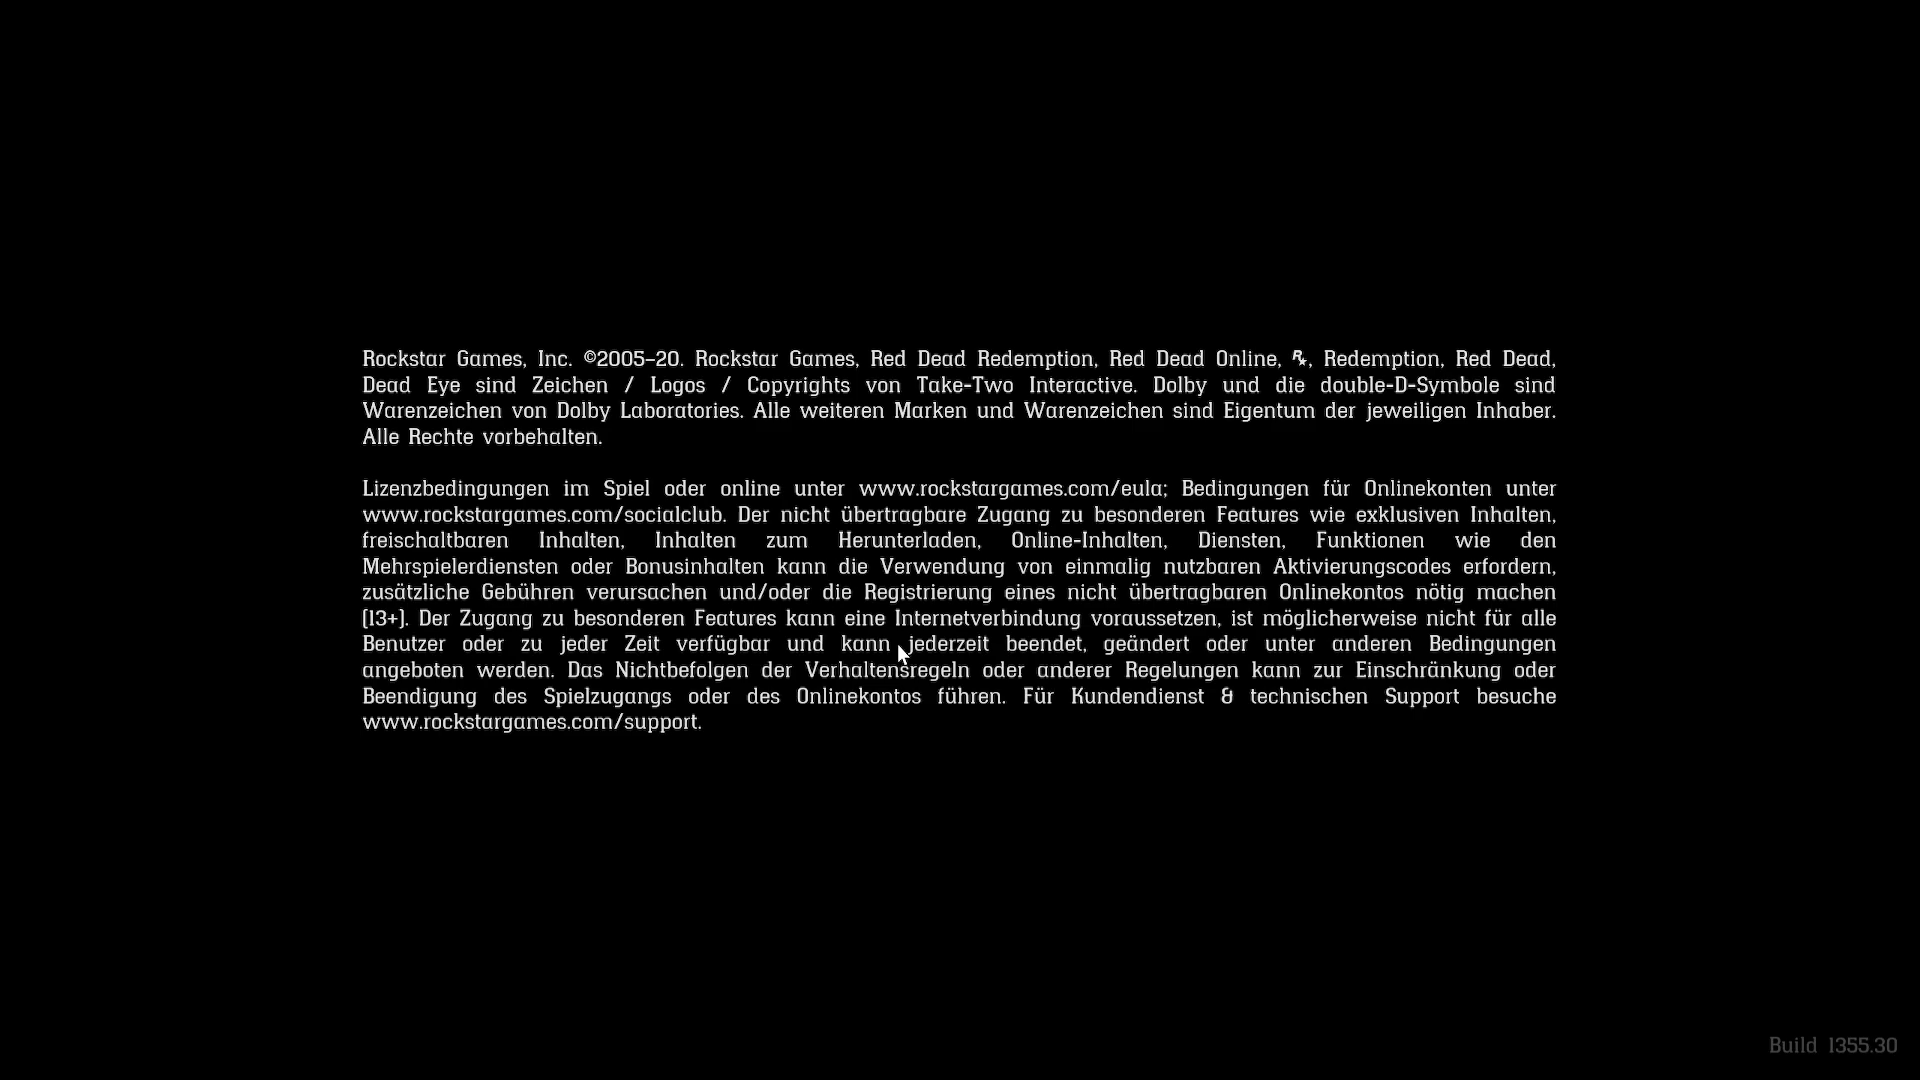 Rockstar Games, Inc. ©2005–20. Rockstar Games, Red Dead Redemption, Red Dead Online, R★, Redemption, Red Dead,
Dead Eye sind Zeichen / Logos / Copyrights von Take-Two Interactive. Dolby und die double-D-Symbole sind
Warenzeichen von Dolby Laboratories. Alle weiteren Marken und Warenzeichen sind Eigentum der jeweiligen Inhaber.
Alle Rechte vorbehalten.
Lizenzbedingungen im Spiel oder online unter www.rockstargames.com/eula; Bedingungen für Onlinekonten unter
www.rockstargames.com/socialclub. Der nicht übertragbare Zugang zu besonderen Features wie exklusiven Inhalten,
freischaltbaren Inhalten, Inhalten zum Herunterladen, Online-Inhalten, Diensten, Funktionen wie den
Mehrspielerdiensten oder Bonusinhalten kann die Verwendung von einmalig nutzbaren Aktivierungscodes erfordern,
zusätzliche Gebühren verursachen und/oder die Registrierung eines nicht übertragbaren Onlinekontos nötig machen
(13+). Der Zugang zu besonderen Features kann eine Internetverbindung voraussetzen, ist möglicherweise nicht für alle
Benutzer oder zu jeder Zeit verfügbar und kann jederzeit beendet, geändert oder unter anderen Bedingungen
angeboten werden. Das Nichtbefolgen der Verhaltensregeln oder anderer Regelungen kann zur Einschränkung oder
Beendigung des Spielzugangs oder des Onlinekontos führen. Für Kundendienst & technischen Support besuche
www.rockstargames.com/support.
Build 1355.30